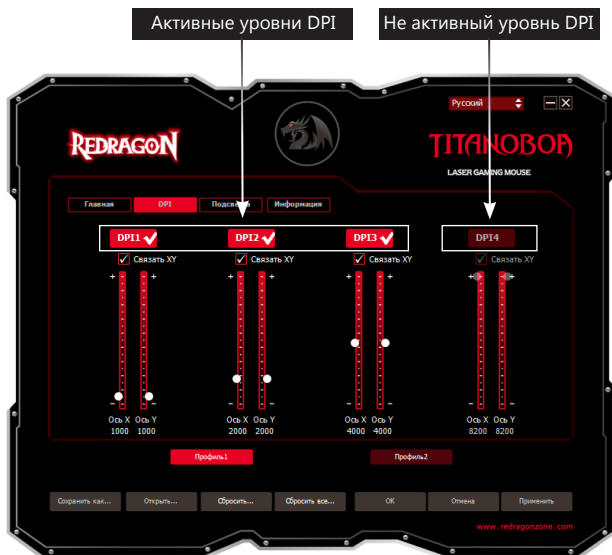 Активные уровни DPI
Не активный уровнь DPI
Русский
REDRAGON
TITANOBOA
LASER GAMING MOUSE
Главная DPI Подсветка Информация
DPI1 DPI2 DPI3 DPI4
Связать XY Связать XY Связать XY Связать XY
+ + + + + + + +
- - - - - - - -
Ось X Ось Y Ось X Ось Y Ось X Ось Y Ось X Ось Y
1000 1000 2000 2000 4000 4000 8200 8200
Профиль1 Профиль2
Сохранить как... Открыть... Сбросить... Сбросить все... OK Отмена Применить
www.redragonzone.com